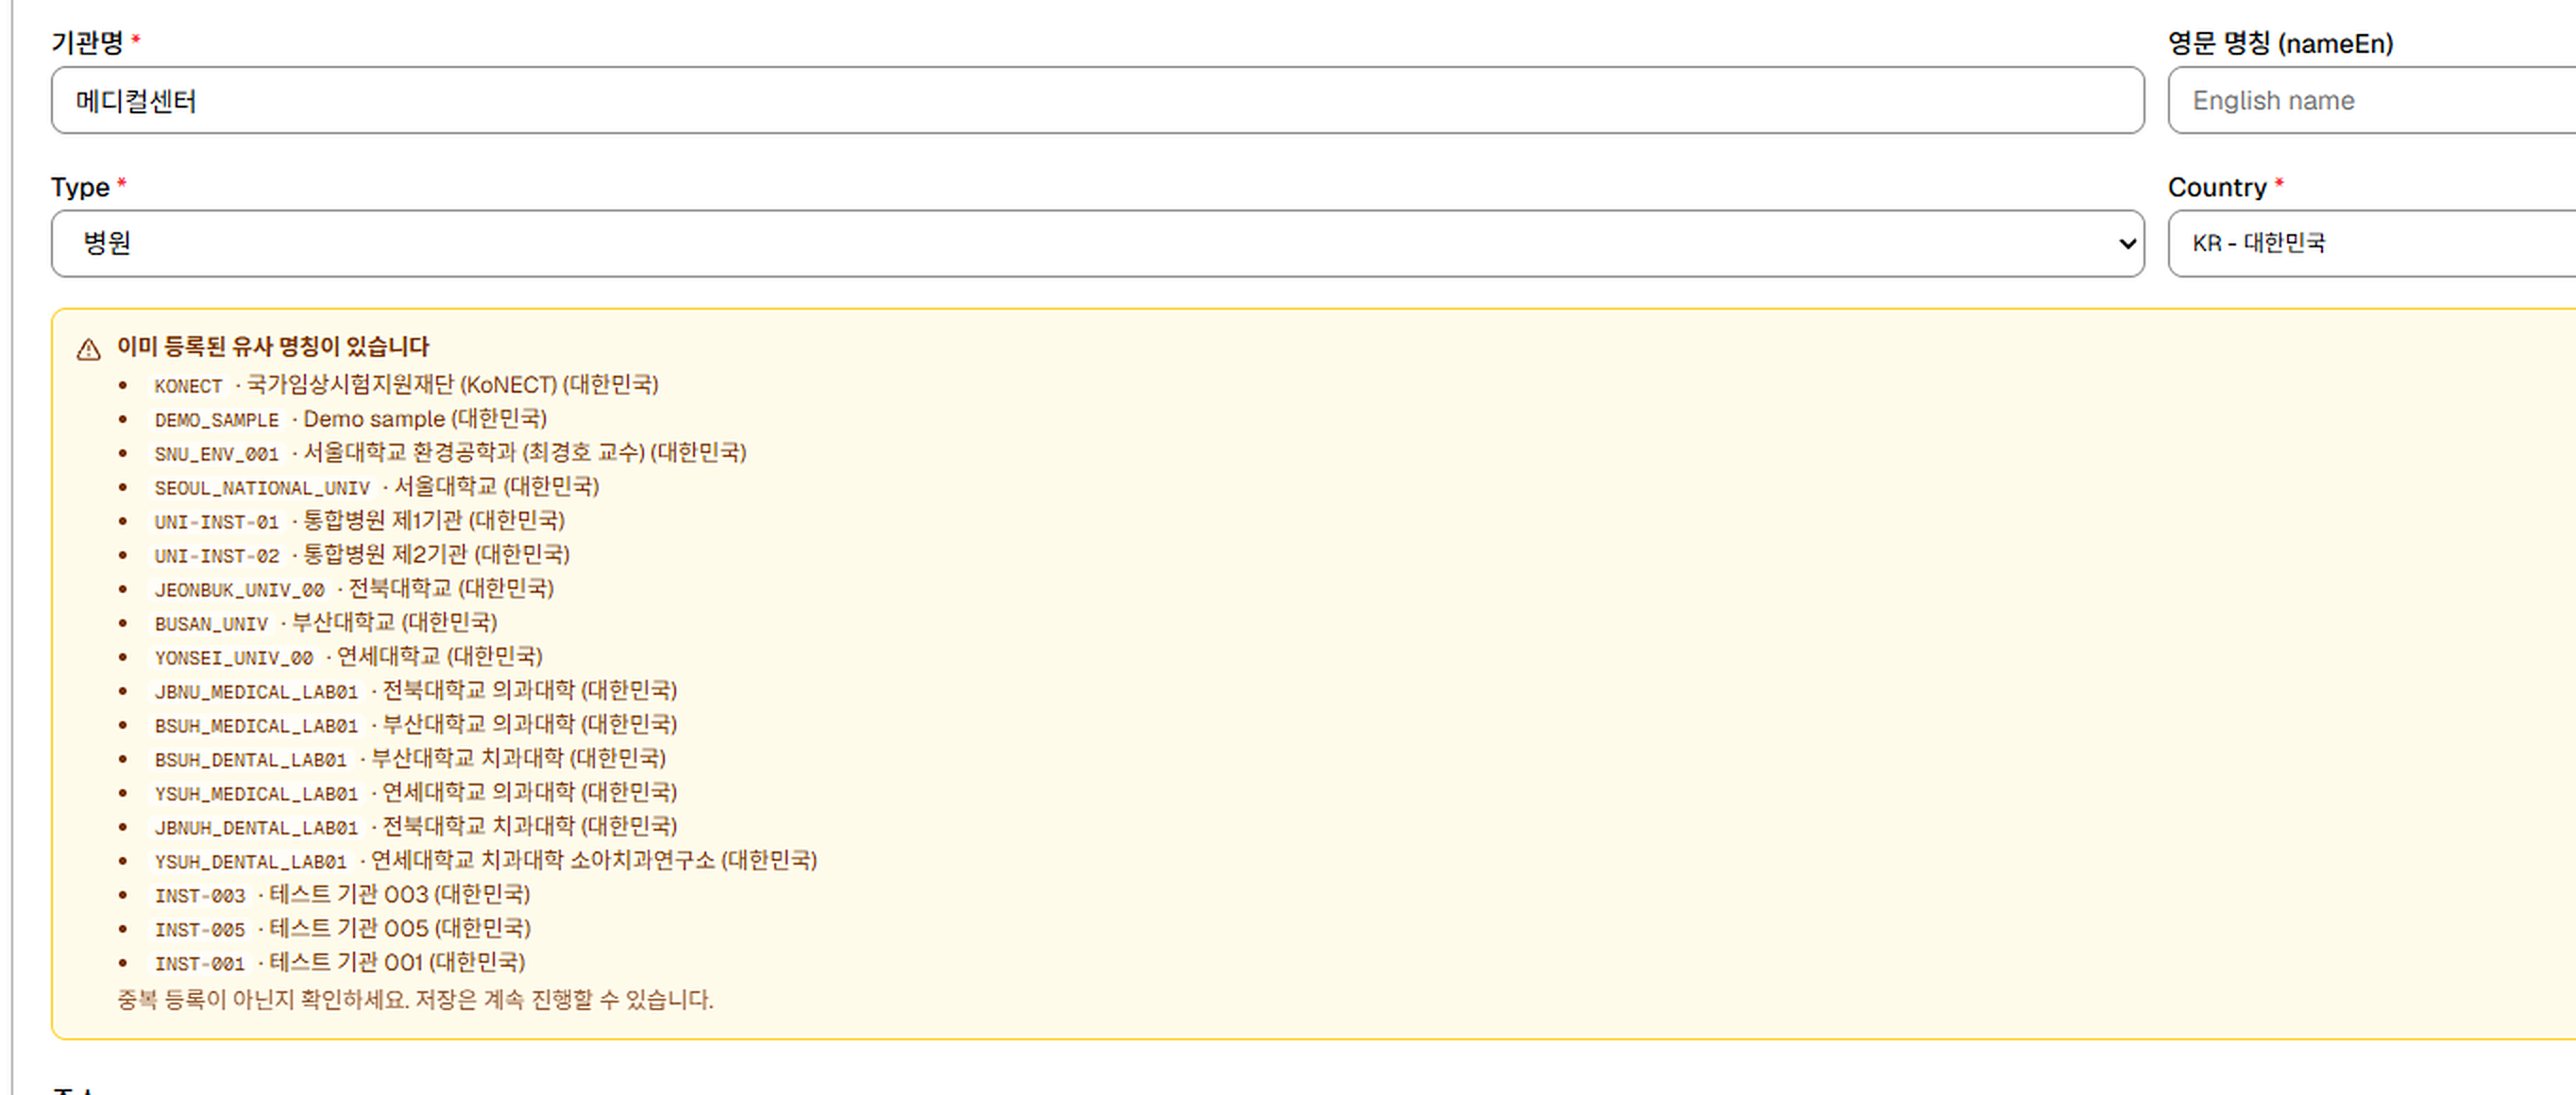 기관명 *
영문 명칭 (nameEn)
메디컬센터
English name
Type *
Country *
병원
KR - 대한민국
이미 등록된 유사 명칭이 있습니다
• KONECT · 국가임상시험지원재단 (KoNECT) (대한민국)
• DEMO_SAMPLE · Demo sample (대한민국)
• SNU_ENV_001 · 서울대학교 환경공학과 (최경호 교수) (대한민국)
• SEOUL_NATIONAL_UNIV · 서울대학교 (대한민국)
• UNI-INST-01 · 통합병원 제1기관 (대한민국)
• UNI-INST-02 · 통합병원 제2기관 (대한민국)
• JEONBUK_UNIV_00 · 전북대학교 (대한민국)
• BUSAN_UNIV · 부산대학교 (대한민국)
• YONSEI_UNIV_00 · 연세대학교 (대한민국)
• JBNU_MEDICAL_LAB01 · 전북대학교 의과대학 (대한민국)
• BSUH_MEDICAL_LAB01 · 부산대학교 의과대학 (대한민국)
• BSUH_DENTAL_LAB01 · 부산대학교 치과대학 (대한민국)
• YSUH_MEDICAL_LAB01 · 연세대학교 의과대학 (대한민국)
• JBNUH_DENTAL_LAB01 · 전북대학교 치과대학 (대한민국)
• YSUH_DENTAL_LAB01 · 연세대학교 치과대학 소아치과연구소 (대한민국)
• INST-003 · 테스트 기관 003 (대한민국)
• INST-005 · 테스트 기관 005 (대한민국)
• INST-001 · 테스트 기관 001 (대한민국)
중복 등록이 아닌지 확인하세요. 저장은 계속 진행할 수 있습니다.